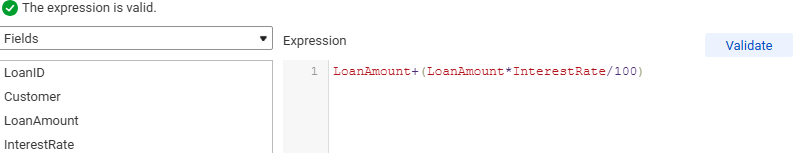 The expression is valid.
Fields
Expression
Validate
LoanID
Customer
LoanAmount
InterestRate
1 LoanAmount+(LoanAmount*InterestRate/100)